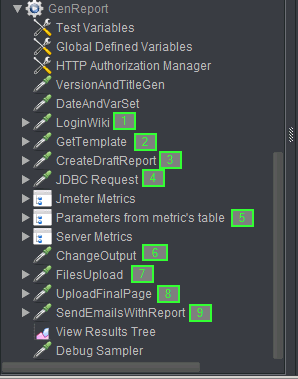 GenReport
Test Variables
Global Defined Variables
HTTP Authorization Manager
VersionAndTitleGen
DateAndVarSet
LoginWiki 1
GetTemplate 2
CreateDraftReport 3
JDBC Request 4
Jmeter Metrics
Parameters from metric's table 5
Server Metrics
ChangeOutput 6
FilesUpload 7
UploadFinalPage 8
SendEmailsWithReport 9
View Results Tree
Debug Sampler